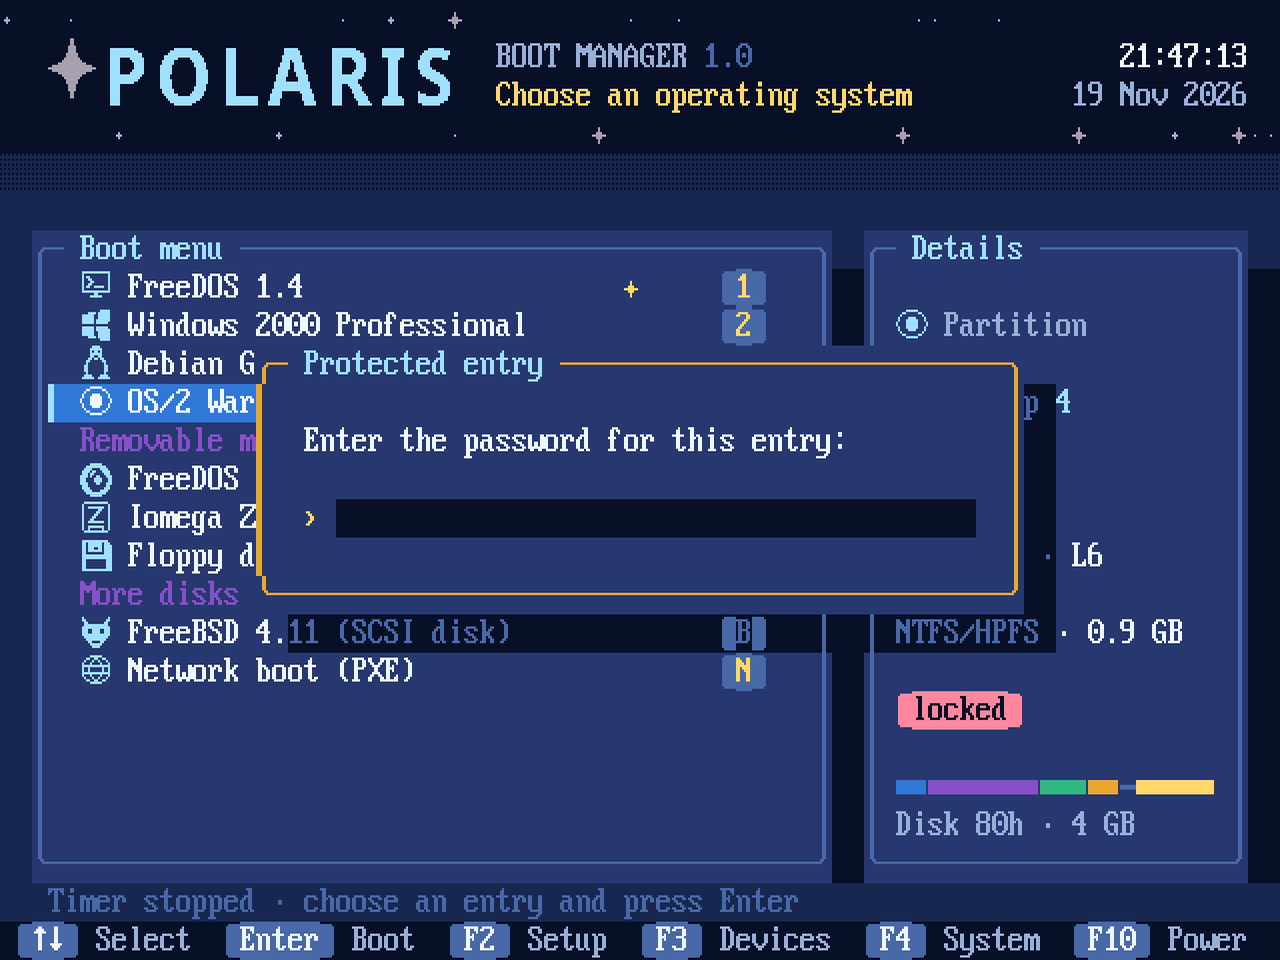 POLARIS
BOOT MANAGER 1.0
Choose an operating system
21:47:13
19 Nov 2026
Boot menu
FreeDOS 1.4 1
Windows 2000 Professional 2
Debian G
OS/2 War
Removable m
FreeDOS
Iomega Z
Floppy d
More disks
FreeBSD 4.11 (SCSI disk) B
Network boot (PXE) N
Protected entry
Enter the password for this entry:
›
Details
Partition
p 4
· L6
NTFS/HPFS · 0.9 GB
locked
Disk 80h · 4 GB
Timer stopped · choose an entry and press Enter
↑↓ Select Enter Boot F2 Setup F3 Devices F4 System F10 Power